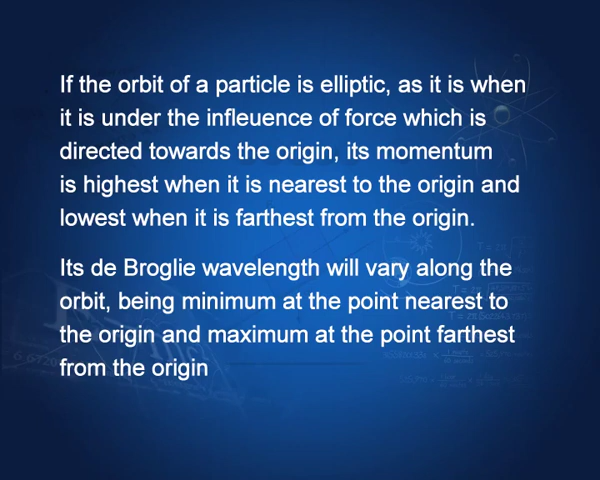 If the orbit of a particle is elliptic, as it is when
it is under the infleuence of force which is
directed towards the origin, its momentum
is highest when it is nearest to the origin and
lowest when it is farthest from the origin.
Its de Broglie wavelength will vary along the
orbit, being minimum at the point nearest to
the origin and maximum at the point farthest
from the origin